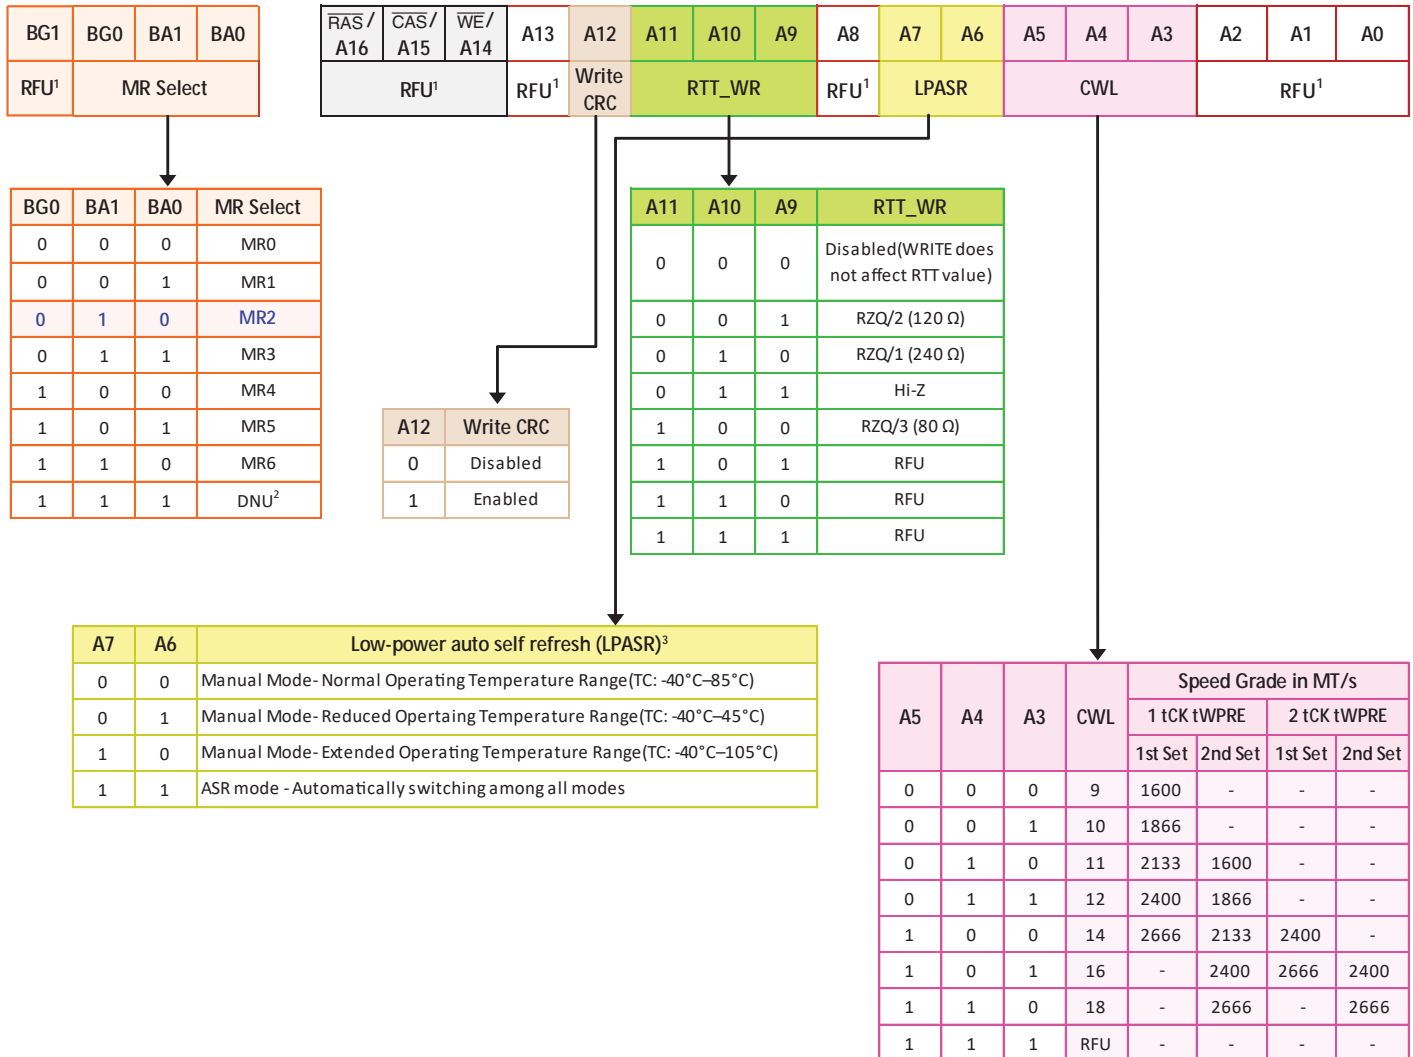 BG1 BG0 BA1 BA0 RAS/ A16 CAS/ A15 WE/ A14 A13 A12 A11 A10 A9 A8 A7 A6 A5 A4 A3 A2 A1 A0
RFU¹ MR Select RFU¹ RFU¹ Write CRC RTT_WR RFU¹ LPASR CWL RFU¹
BG0 BA1 BA0 MR Select
0 0 0 MR0
0 0 1 MR1
0 1 0 MR2
0 1 1 MR3
1 0 0 MR4
1 0 1 MR5
1 1 0 MR6
1 1 1 DNU²
A12 Write CRC
0 Disabled
1 Enabled
A11 A10 A9 RTT_WR
0 0 0 Disabled(WRITE does
not affect RTT value)
0 0 1 RZQ/2 (120 Ω)
0 1 0 RZQ/1 (240 Ω)
0 1 1 Hi-Z
1 0 0 RZQ/3 (80 Ω)
1 0 1 RFU
1 1 0 RFU
1 1 1 RFU
A7 A6 Low-power auto self refresh (LPASR)³
0 0 Manual Mode- Normal Operating Temperature Range(TC: -40°C–85°C)
0 1 Manual Mode- Reduced Opertaing Temperature Range(TC: -40°C–45°C)
1 0 Manual Mode- Extended Operating Temperature Range(TC: -40°C–105°C)
1 1 ASR mode - Automatically switching among all modes
A5 A4 A3 CWL Speed Grade in MT/s
1 tCK tWPRE 2 tCK tWPRE
1st Set 2nd Set 1st Set 2nd Set
0 0 0 9 1600 - - -
0 0 1 10 1866 - - -
0 1 0 11 2133 1600 - -
0 1 1 12 2400 1866 - -
1 0 0 14 2666 2133 2400 -
1 0 1 16 - 2400 2666 2400
1 1 0 18 - 2666 - 2666
1 1 1 RFU - - - -